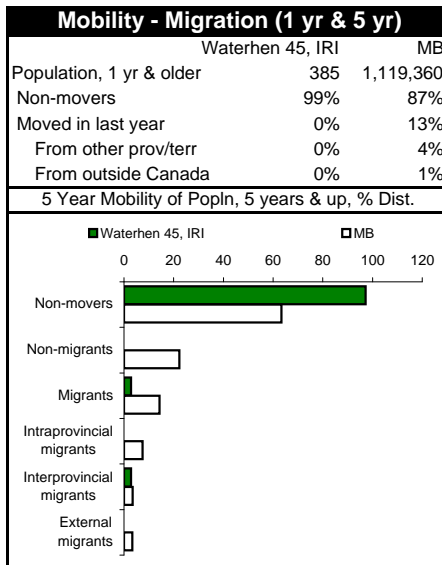 Mobility - Migration (1 yr & 5 yr)
Waterhen 45, IRI MB
Population, 1 yr & older 385 1,119,360
Non-movers 99% 87%
Moved in last year 0% 13%
From other prov/terr 0% 4%
From outside Canada 0% 1%
5 Year Mobility of Popln, 5 years & up, % Dist.
Waterhen 45, IRI MB
0 20 40 60 80 100 120
Non-movers
Non-migrants
Migrants
Intraprovincial
migrants
Interprovincial
migrants
External
migrants